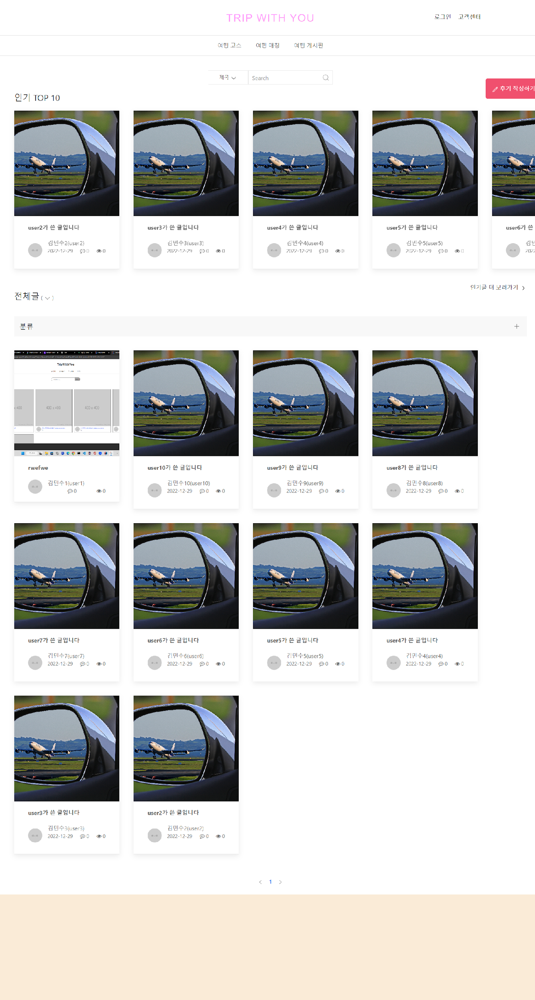 TRIP WITH YOU
로그인 고객센터
여행 코스 여행 매칭 여행 게시판
제목 Search
후기 작성하기
인기 TOP 10
user2가 쓴 글입니다
김민수2(user2)
2022-12-29 0 0
user3가 쓴 글입니다
김민수3(user3)
2022-12-29 0 0
user4가 쓴 글입니다
김민수4(user4)
2022-12-29 0 0
user5가 쓴 글입니다
김민수5(user5)
2022-12-29 0 0
user6가 쓴
인기글 더 보러가기
전체글 ( )
분류
TripWithYou
400 x 400
400 x 400
rwefwe
김민수1(user1)
0 0
user10가 쓴 글입니다
김민수10(user10)
2022-12-29 0 0
user9가 쓴 글입니다
김민수9(user9)
2022-12-29 0 0
user8가 쓴 글입니다
김민수8(user8)
2022-12-29 0 0
user7가 쓴 글입니다
김민수7(user7)
2022-12-29 0 0
user6가 쓴 글입니다
김민수6(user6)
2022-12-29 0 0
user5가 쓴 글입니다
김민수5(user5)
2022-12-29 0 0
user4가 쓴 글입니다
김민수4(user4)
2022-12-29 0 0
user3가 쓴 글입니다
김민수3(user3)
2022-12-29 0 0
user2가 쓴 글입니다
김민수2(user2)
2022-12-29 0 0
1